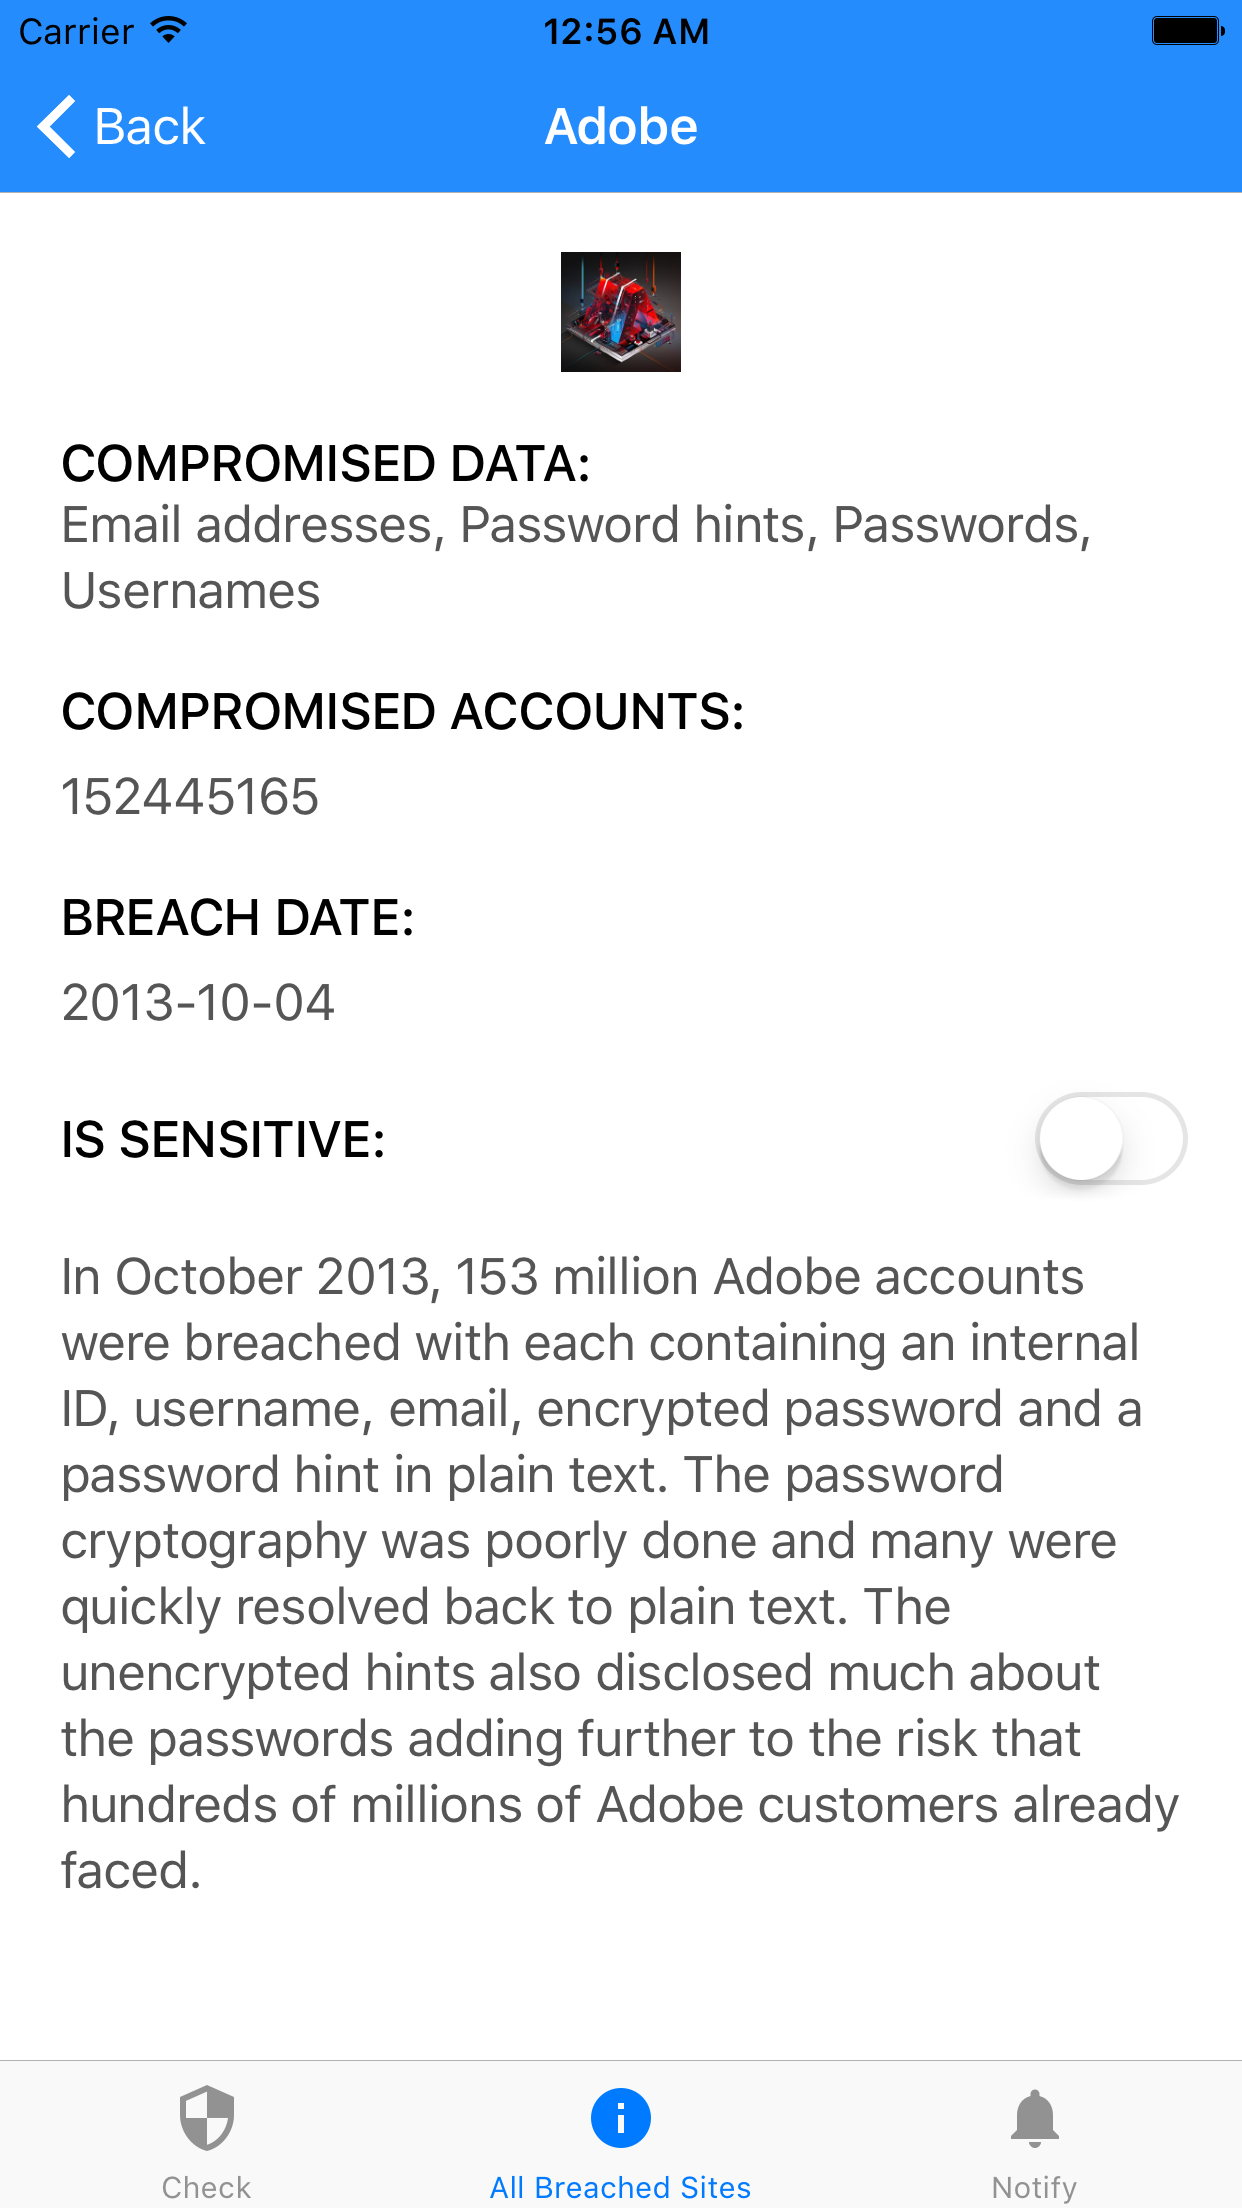 Carrier
12:56 AM
Back
Adobe
COMPROMISED DATA:
Email addresses, Password hints, Passwords,
Usernames
COMPROMISED ACCOUNTS:
152445165
BREACH DATE:
2013-10-04
IS SENSITIVE:
In October 2013, 153 million Adobe accounts
were breached with each containing an internal
ID, username, email, encrypted password and a
password hint in plain text. The password
cryptography was poorly done and many were
quickly resolved back to plain text. The
unencrypted hints also disclosed much about
the passwords adding further to the risk that
hundreds of millions of Adobe customers already
faced.
Check
All Breached Sites
Notify